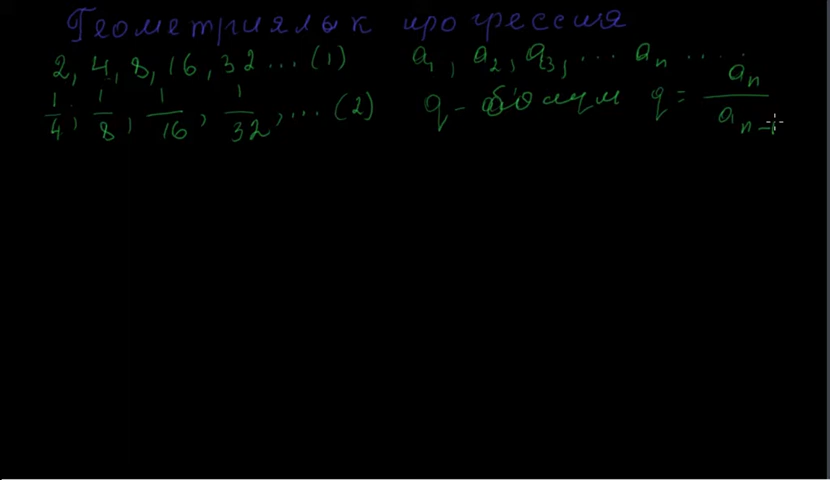 Геометриялык прогрессия
2, 4, 8, 16, 32 ... (1) a₁, a₂, a₃, ... aₙ ...
1/4, 1/8, 1/16, 1/32, ... (2) q - бөлүм q = aₙ/aₙ₋₁